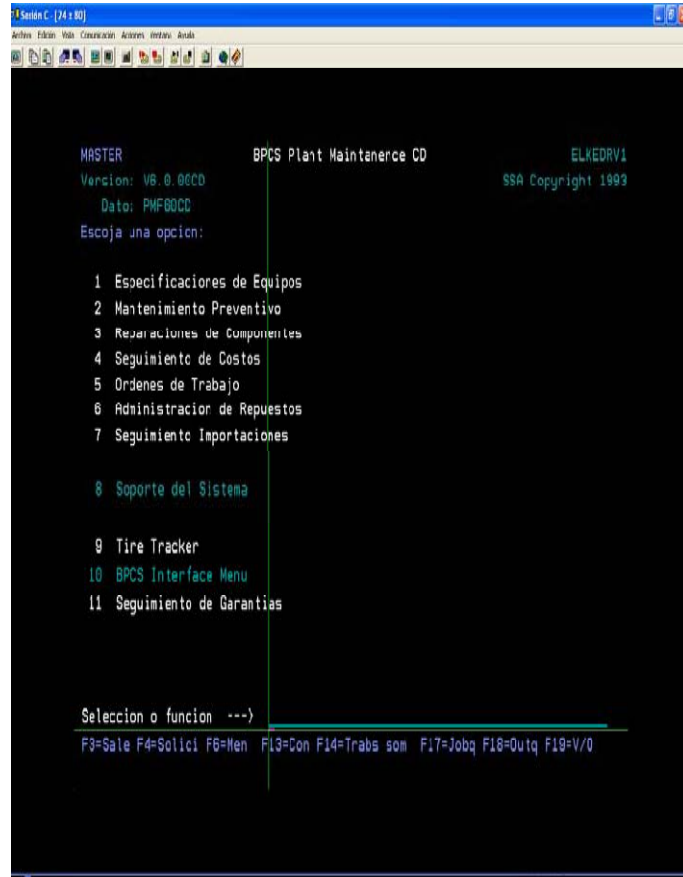 Sesión C - [24 x 80]
Archivo Edición Vista Comunicación Acciones Ventana Ayuda
MASTER BPCS Plant Maintanence CD ELKEDRV1
Version: V6.0.00CD SSA Copyright 1993
Dato: PMF60CD
Escoja una opcion:
1 Especificaciones de Equipos
2 Mantenimiento Preventivo
3 Reparaciones de Componentes
4 Seguimiento de Costos
5 Ordenes de Trabajo
6 Administracion de Repuestos
7 Seguimiento Importaciones
8 Soporte del Sistema
9 Tire Tracker
10 BPCS Interface Menu
11 Seguimiento de Garantias
Seleccion o funcion --->
F3=Sale F4=Solici F6=Men F13=Con F14=Trabs som F17=Jobq F18=Outq F19=V/0